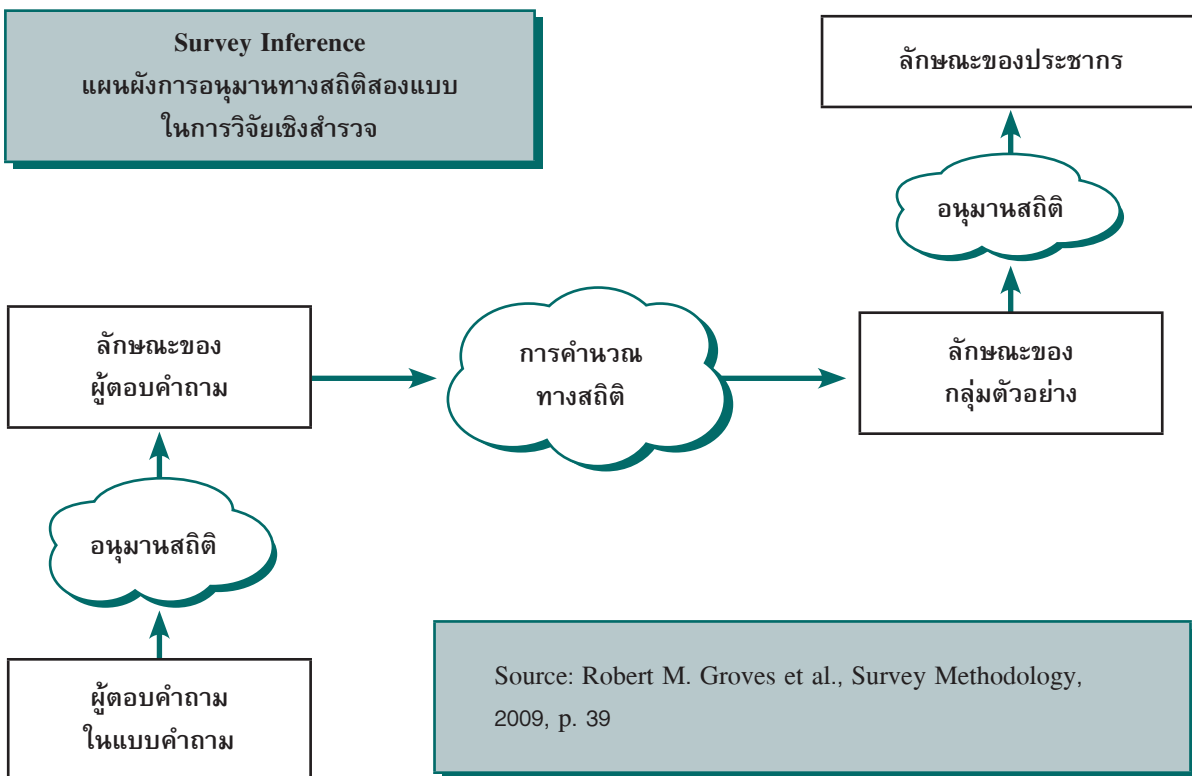 Survey Inference
แผนผังการอนุมานทางสถิติสองแบบ
ในการวิจัยเชิงสำรวจ
ลักษณะของประชากร
อนุมานสถิติ
ลักษณะของ
ผู้ตอบคำถาม
การคำนวณ
ทางสถิติ
ลักษณะของ
กลุ่มตัวอย่าง
อนุมานสถิติ
ผู้ตอบคำถาม
ในแบบคำถาม
Source: Robert M. Groves et al., Survey Methodology,
2009, p. 39